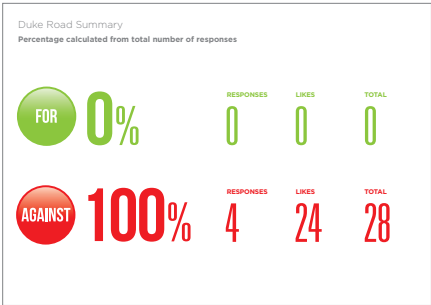 Duke Road Summary
Percentage calculated from total number of responses
FOR 0% RESPONSES LIKES TOTAL
0 0 0
AGAINST 100% RESPONSES LIKES TOTAL
4 24 28